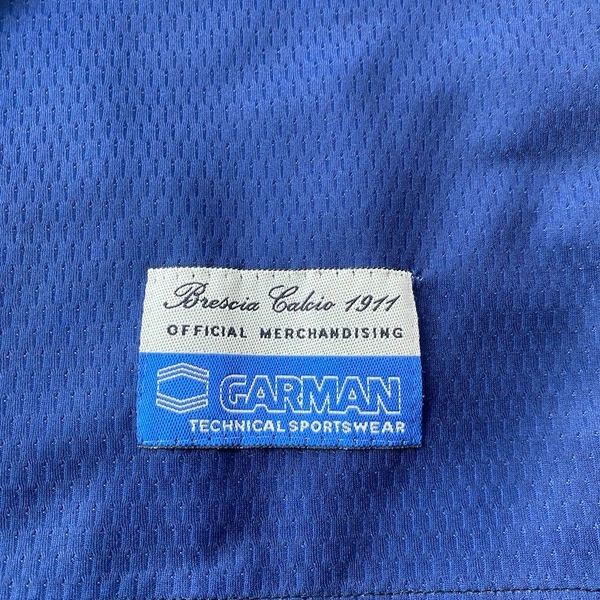 Brescia Calcio 1911
OFFICIAL MERCHANDISING
GARMAN
TECHNICAL SPORTSWEAR